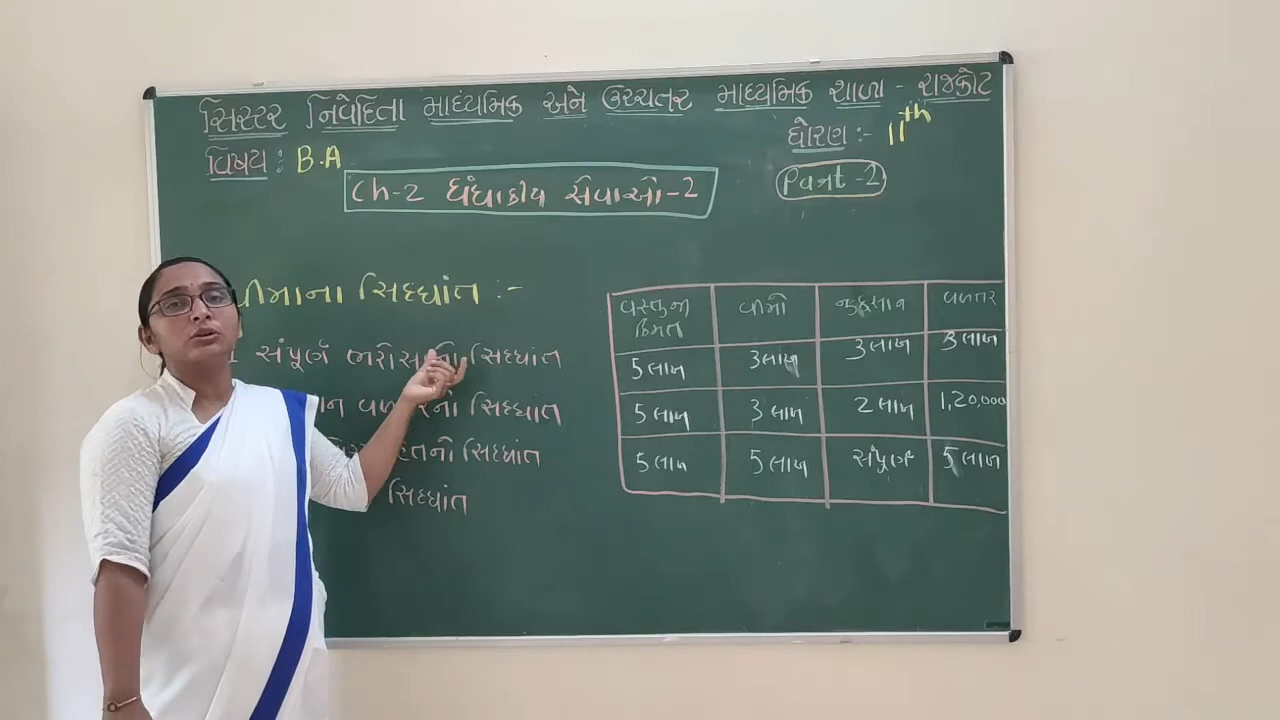 સિસ્ટર નિવેદિતા માધ્યમિક અને ઉચ્ચતર માધ્યમિક શાળા - રાજકોટ
વિષય : B.A
ધોરણ :- 11th
Ch-2 ધંધાકીય સેવાઓ-2
Part-2
વીમાના સિધ્ધાંત :-
સંપૂર્ણ ભરોસાનો સિધ્ધાંત
વળતરનો સિધ્ધાંત
સિધ્ધાંત
સિધ્ધાંત
વસ્તુની કિંમત વીમો નુકસાન વળતર
5 લાખ 3 લાખ 3 લાખ 3 લાખ
5 લાખ 3 લાખ 2 લાખ 1,20,000
5 લાખ 5 લાખ સંપૂર્ણ 5 લાખ